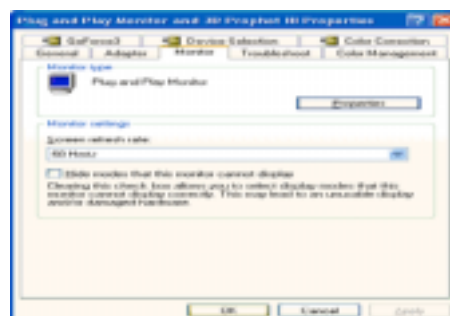 Plug and Play Monitor and 3D Prophet III Properties
GeForce3 Device Selection Color Correction
General Adapter Monitor Troubleshoot Color Management
Monitor type
Plug and Play Monitor
Properties
Monitor settings
Screen refresh rate:
60 Hertz
Hide modes that this monitor cannot display
Clearing this check box allows you to select display modes that this
monitor cannot display correctly. This may lead to an unusable display
and/or damaged hardware.
OK Cancel Apply